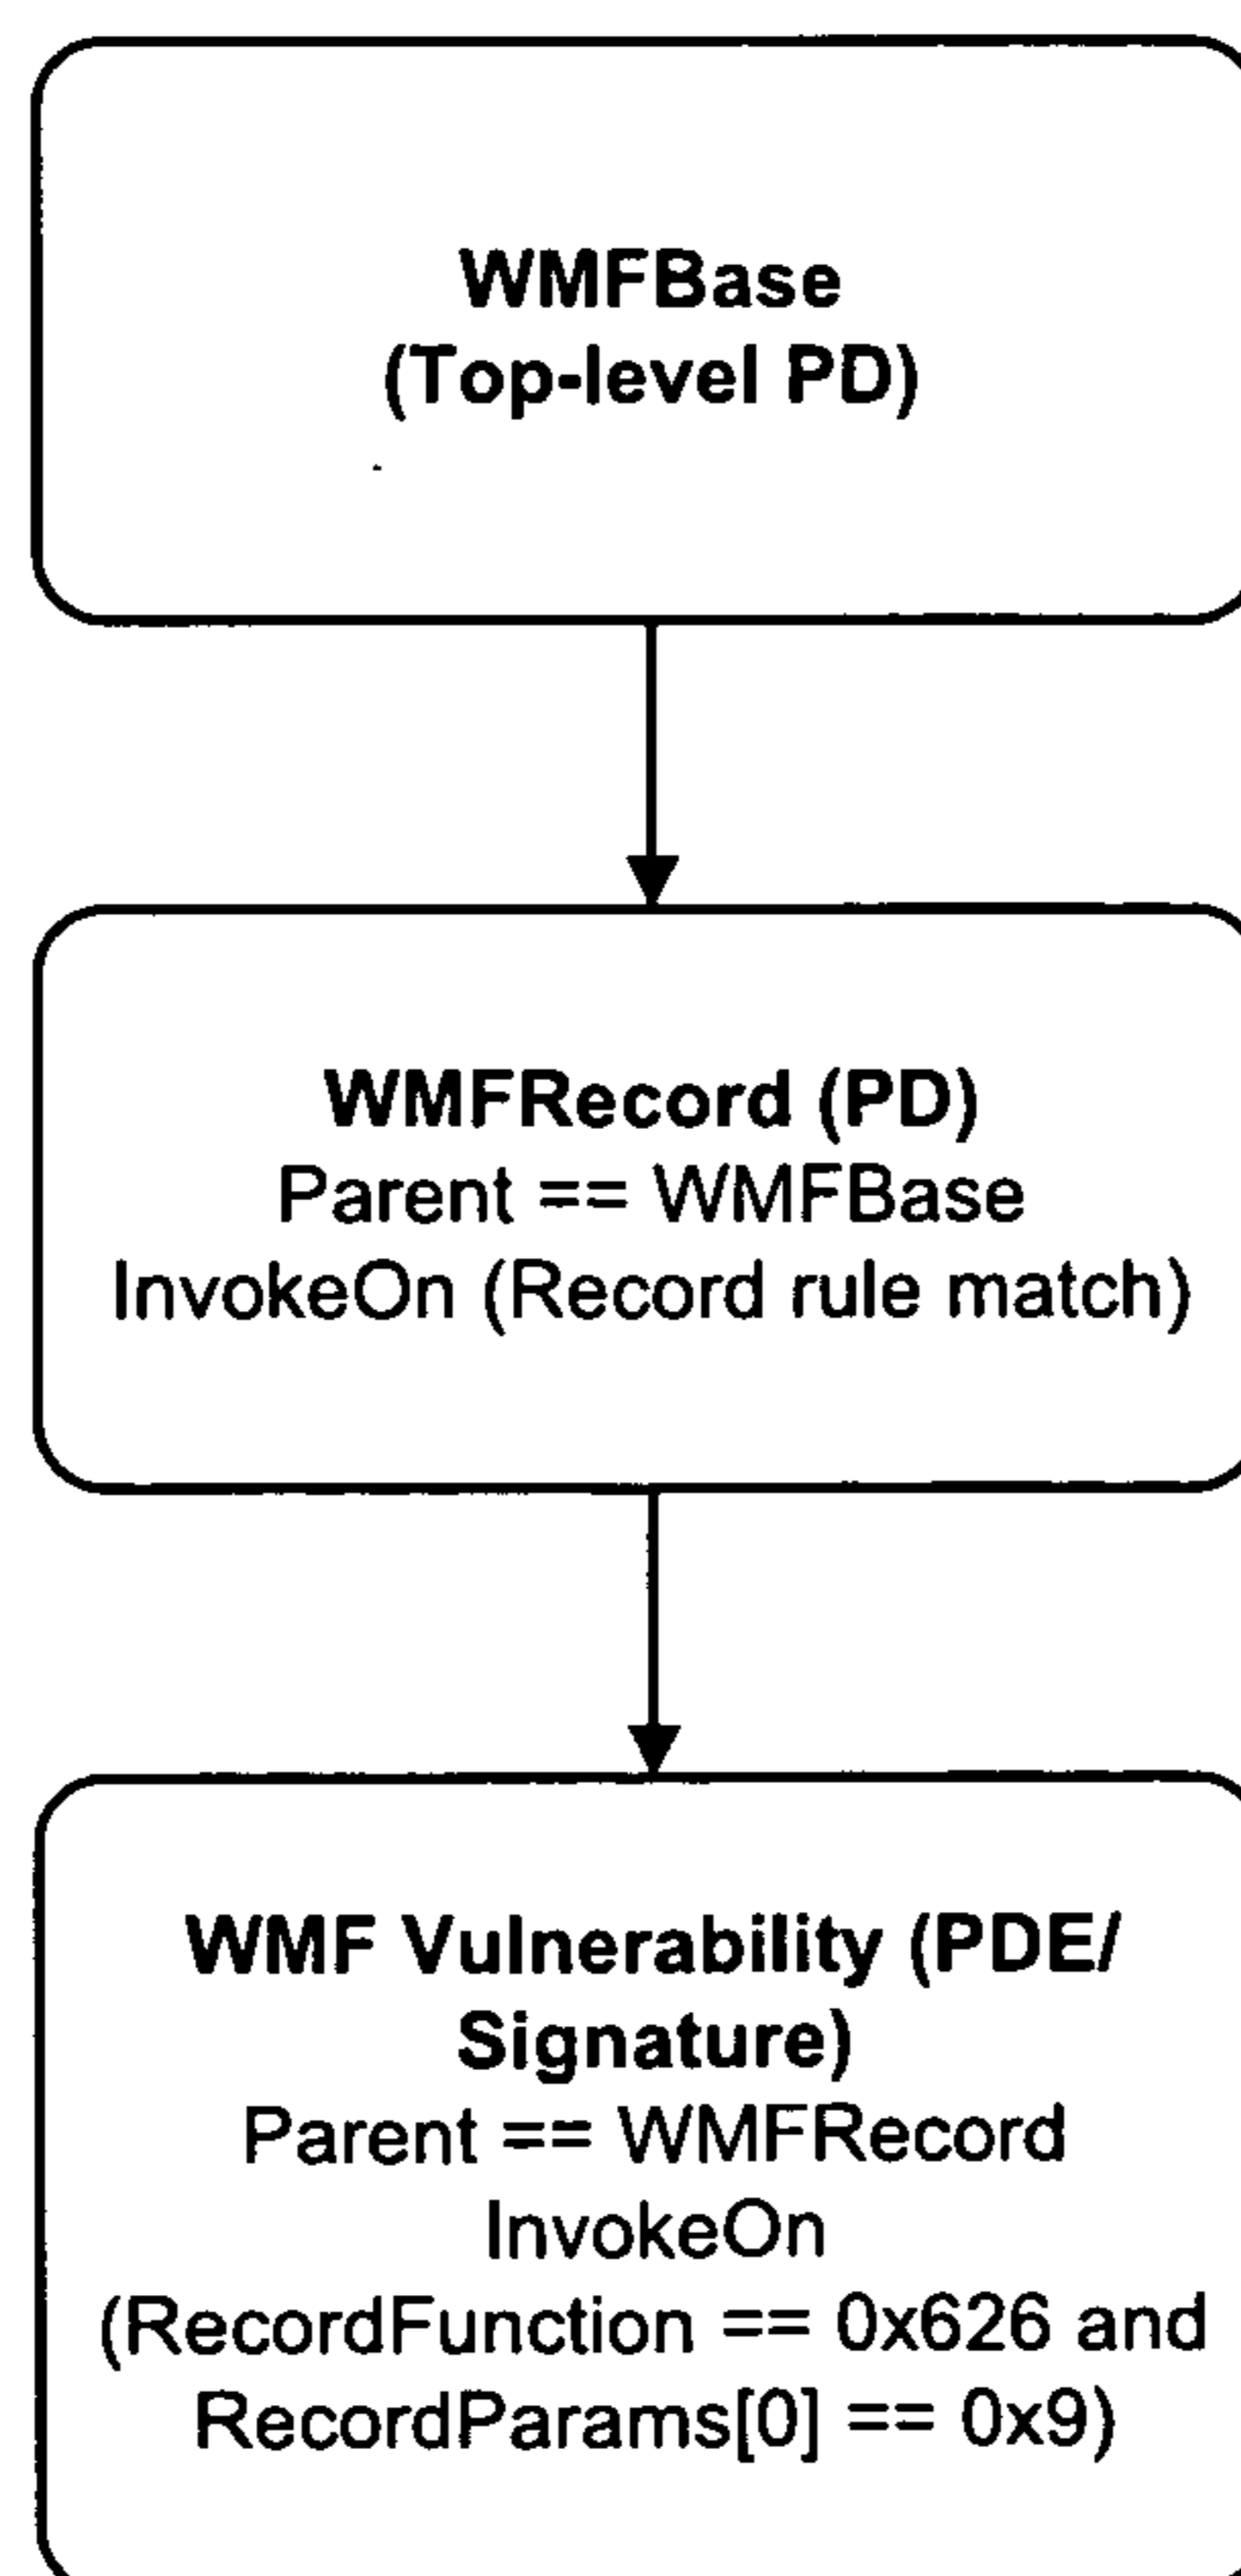 WMFBase
(Top-level PD)
WMFRecord (PD)
Parent == WMFBase
InvokeOn (Record rule match)
WMF Vulnerability (PDE/
Signature)
Parent == WMFRecord
InvokeOn
(RecordFunction == 0x626 and
RecordParams[0] == 0x9)